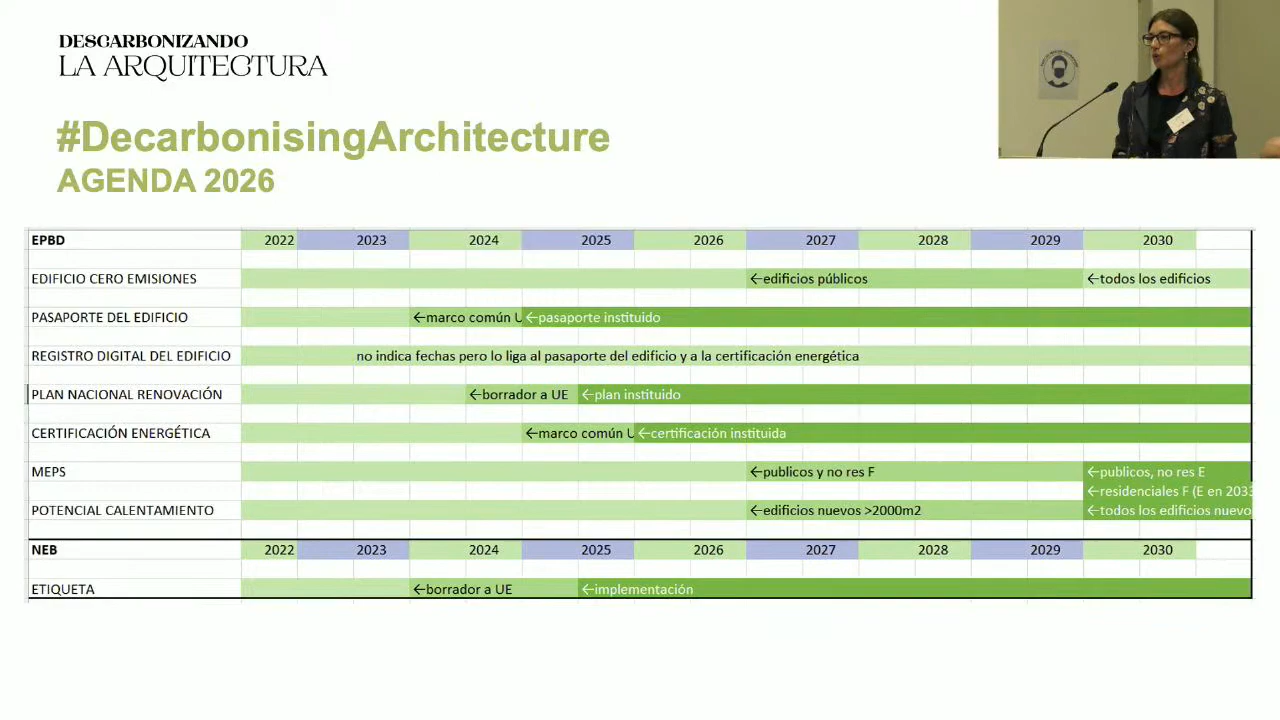 DESCARBONIZANDO
LA ARQUITECTURA
#DecarbonisingArchitecture
AGENDA 2026
EPBD 2022 2023 2024 2025 2026 2027 2028 2029 2030
EDIFICIO CERO EMISIONES ←edificios públicos ←todos los edificios
PASAPORTE DEL EDIFICIO ←marco común U ←pasaporte instituido
REGISTRO DIGITAL DEL EDIFICIO no indica fechas pero lo liga al pasaporte del edificio y a la certificación energética
PLAN NACIONAL RENOVACIÓN ←borrador a UE ←plan instituido
CERTIFICACIÓN ENERGÉTICA ←marco común U ←certificación instituida
MEPS ←publicos y no res F ←publicos, no res E
←residenciales F (E en 2033
POTENCIAL CALENTAMIENTO ←edificios nuevos >2000m2 ←todos los edificios nuevo
NEB 2022 2023 2024 2025 2026 2027 2028 2029 2030
ETIQUETA ←borrador a UE ←implementación